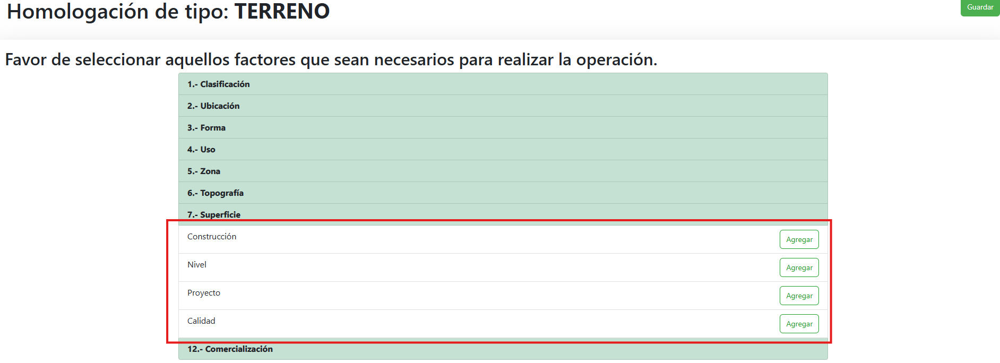 Homologación de tipo: TERRENO
Guardar
Favor de seleccionar aquellos factores que sean necesarios para realizar la operación.
1.- Clasificación
2.- Ubicación
3.- Forma
4.- Uso
5.- Zona
6.- Topografía
7.- Superficie
Construcción Agregar
Nivel Agregar
Proyecto Agregar
Calidad Agregar
12.- Comercialización